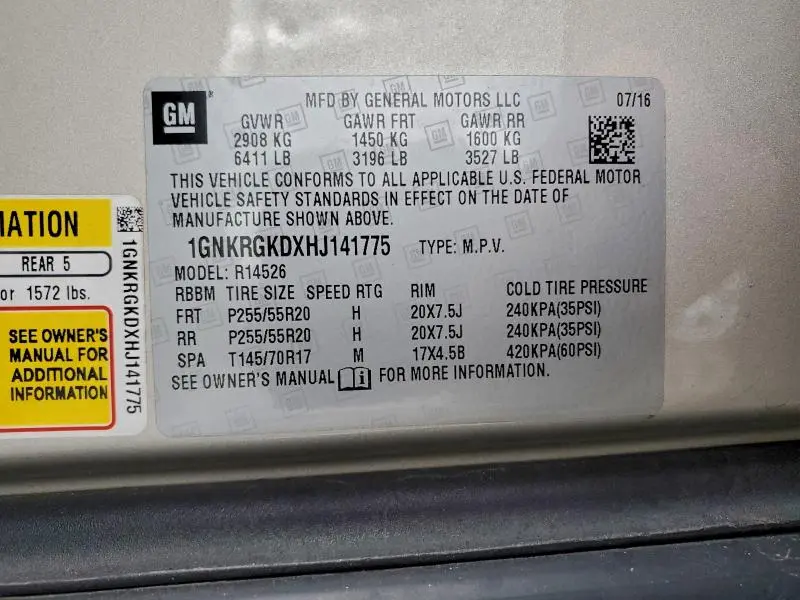 GM
MFD BY GENERAL MOTORS LLC 07/16
GVWR GAWR FRT GAWR RR
2908 KG 1450 KG 1600 KG
6411 LB 3196 LB 3527 LB
THIS VEHICLE CONFORMS TO ALL APPLICABLE U.S. FEDERAL MOTOR
VEHICLE SAFETY STANDARDS IN EFFECT ON THE DATE OF
MANUFACTURE SHOWN ABOVE.
1GNKRGKDXHJ141775 TYPE: M.P.V.
MODEL: R14526
RBBM TIRE SIZE SPEED RTG RIM COLD TIRE PRESSURE
FRT P255/55R20 H 20X7.5J 240KPA(35PSI)
RR P255/55R20 H 20X7.5J 240KPA(35PSI)
SPA T145/70R17 M 17X4.5B 420KPA(60PSI)
SEE OWNER'S MANUAL FOR MORE INFORMATION.
MATION
REAR 5
or 1572 lbs.
SEE OWNER'S
MANUAL FOR
ADDITIONAL
INFORMATION
1GNKRGKDXHJ141775